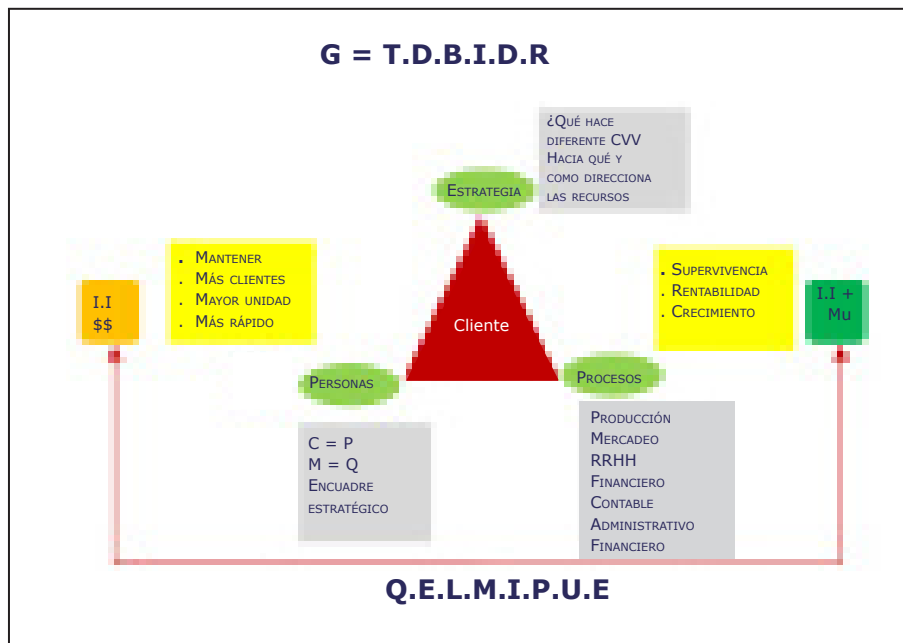 G = T.D.B.I.D.R
¿Qué hace
diferente CVV
Hacia qué y
como direcciona
las recursos
Estrategia
. Mantener
. Más clientes
. Mayor unidad
. Más rápido
I.I
$$
Cliente
. Supervivencia
. Rentabilidad
. Crecimiento
I.I +
Mu
Personas
Procesos
C = P
M = Q
Encuadre
estratégico
Producción
Mercadeo
RRHH
Financiero
Contable
Administrativo
Financiero
Q.E.L.M.I.P.U.E